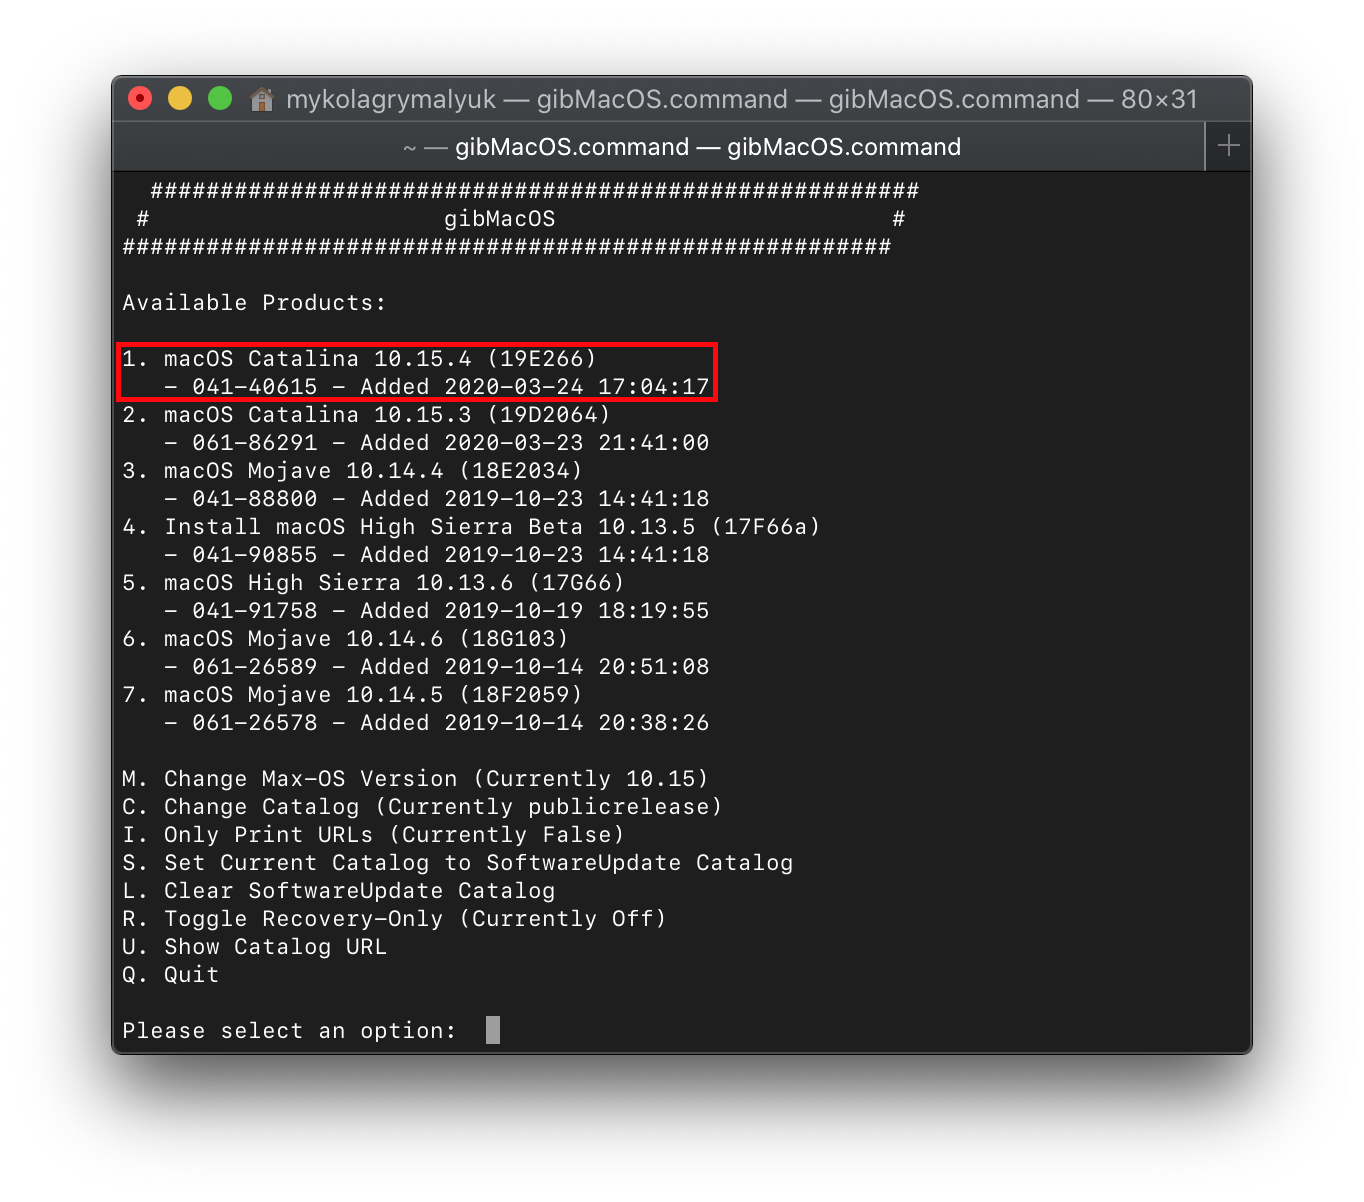 mykolagrymalyuk — gibMacOS.command — gibMacOS.command — 80×31
~ — gibMacOS.command — gibMacOS.command
#######################################################
# gibMacOS #
#######################################################
Available Products:
1. macOS Catalina 10.15.4 (19E266)
- 041-40615 - Added 2020-03-24 17:04:17
2. macOS Catalina 10.15.3 (19D2064)
- 061-86291 - Added 2020-03-23 21:41:00
3. macOS Mojave 10.14.4 (18E2034)
- 041-88800 - Added 2019-10-23 14:41:18
4. Install macOS High Sierra Beta 10.13.5 (17F66a)
- 041-90855 - Added 2019-10-23 14:41:18
5. macOS High Sierra 10.13.6 (17G66)
- 041-91758 - Added 2019-10-19 18:19:55
6. macOS Mojave 10.14.6 (18G103)
- 061-26589 - Added 2019-10-14 20:51:08
7. macOS Mojave 10.14.5 (18F2059)
- 061-26578 - Added 2019-10-14 20:38:26
M. Change Max-OS Version (Currently 10.15)
C. Change Catalog (Currently publicrelease)
I. Only Print URLs (Currently False)
S. Set Current Catalog to SoftwareUpdate Catalog
L. Clear SoftwareUpdate Catalog
R. Toggle Recovery-Only (Currently Off)
U. Show Catalog URL
Q. Quit
Please select an option: